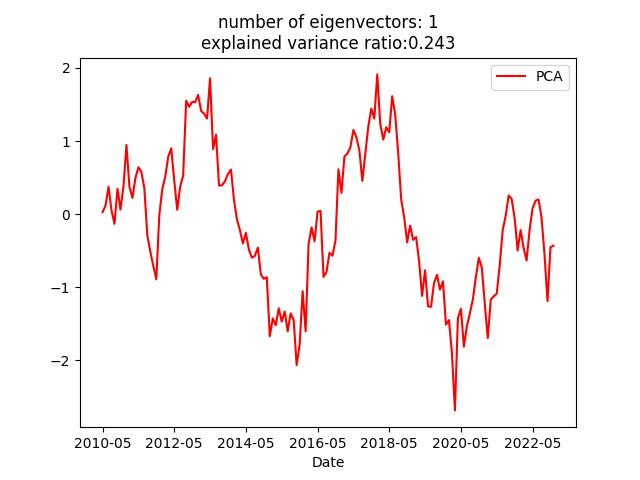 number of eigenvectors: 1
explained variance ratio:0.243
PCA
2
1
0
−1
−2
2010-05 2012-05 2014-05 2016-05 2018-05 2020-05 2022-05
Date